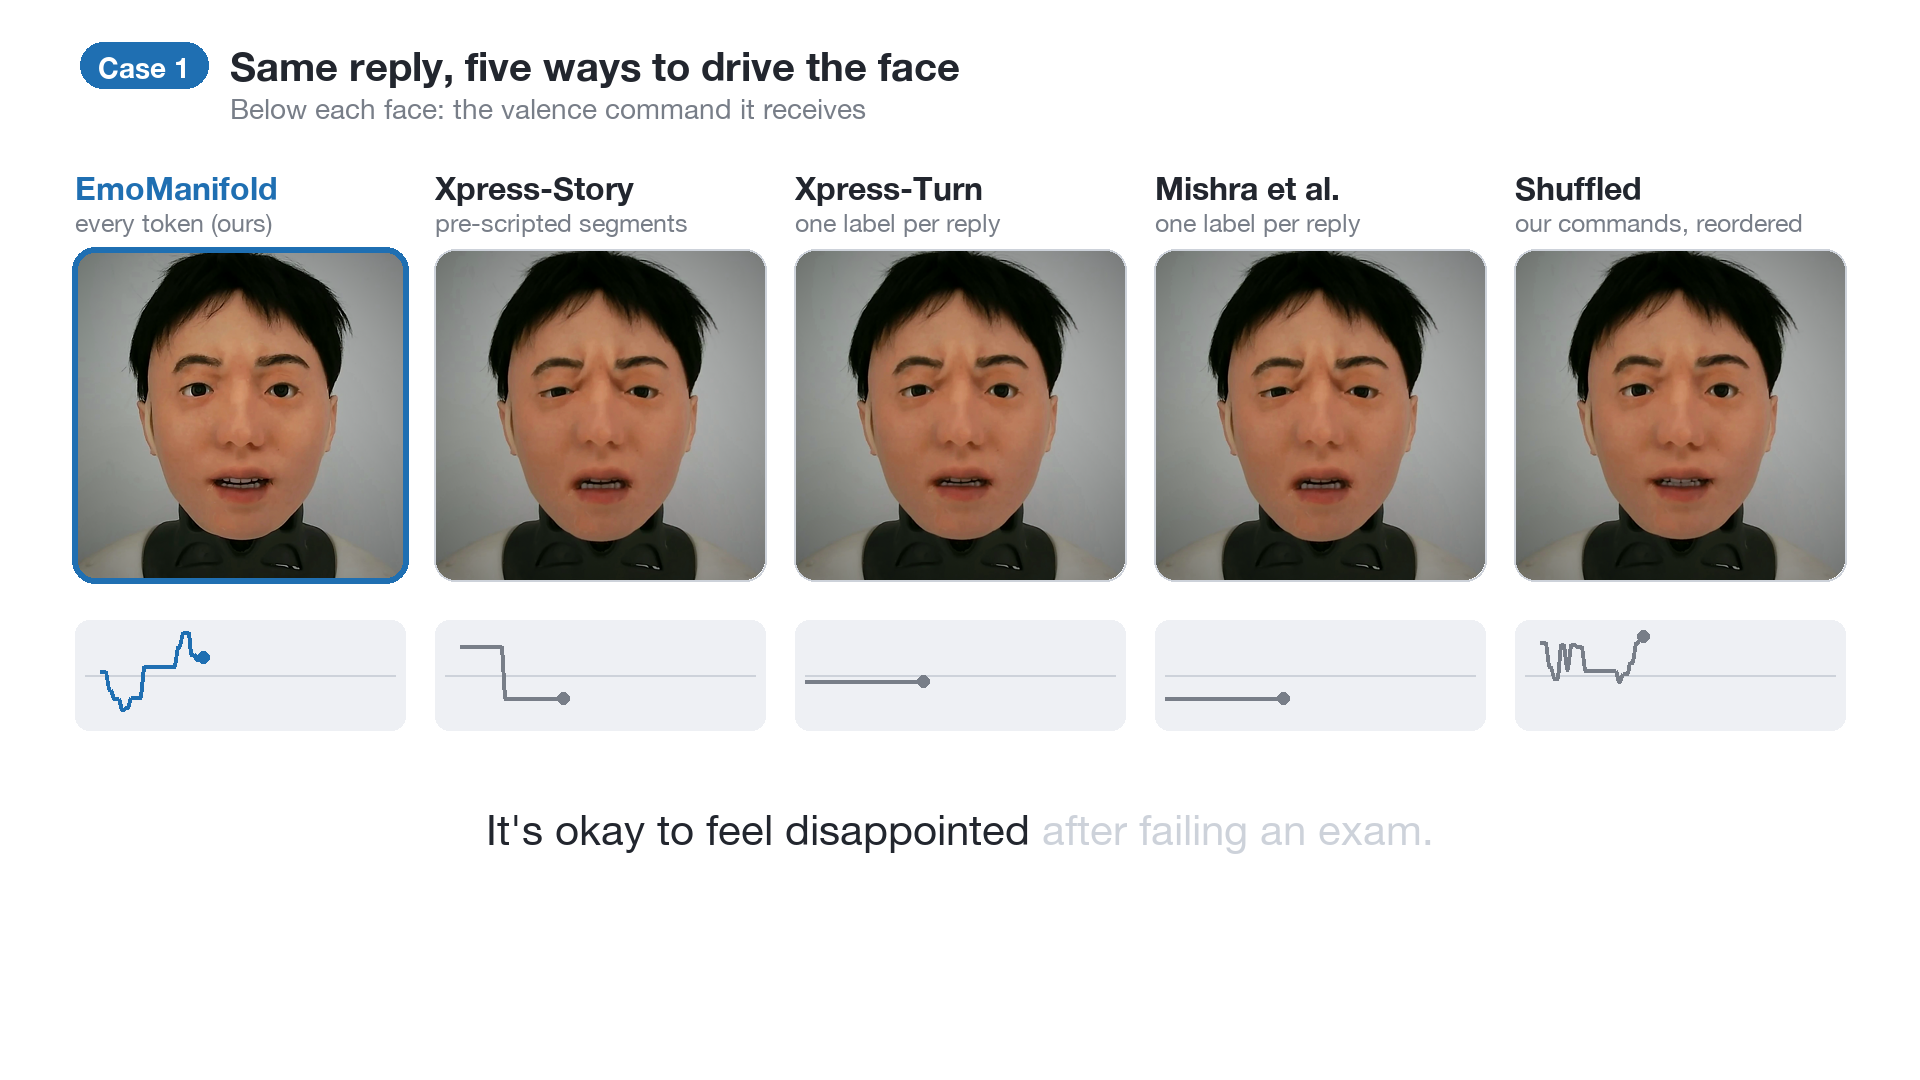 Case 1
Same reply, five ways to drive the face
Below each face: the valence command it receives
EmoManifold
every token (ours)
Xpress-Story
pre-scripted segments
Xpress-Turn
one label per reply
Mishra et al.
one label per reply
Shuffled
our commands, reordered
It's okay to feel disappointed after failing an exam.